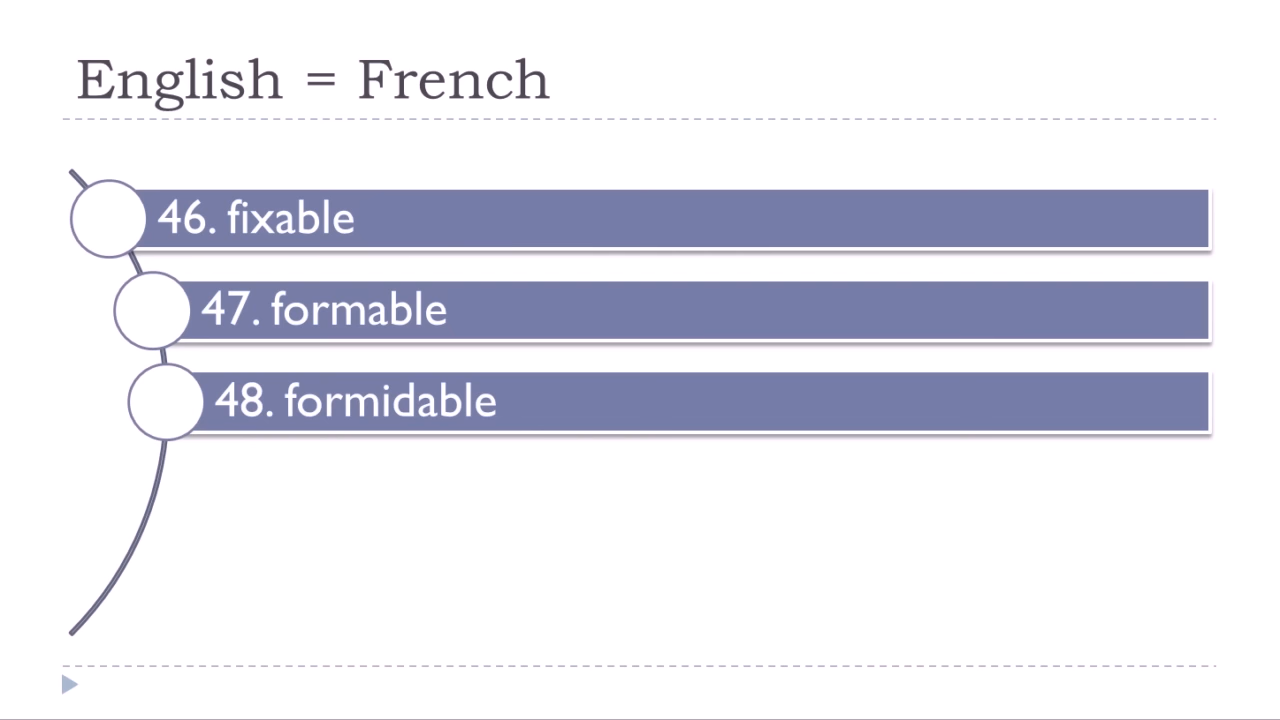 English = French
46. fixable
47. formable
48. formidable